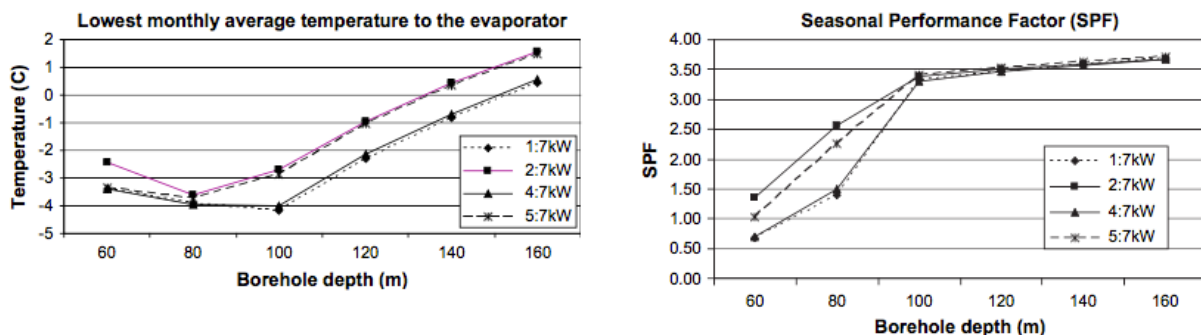 Lowest monthly average temperature to the evaporator
2
1
0
-1
-2
-3
-4
-5
Temperature (C)
60 80 100 120 140 160
Borehole depth (m)
1:7kW
2:7kW
4:7kW
5:7kW
Seasonal Performance Factor (SPF)
4.00
3.50
3.00
2.50
2.00
1.50
1.00
0.50
0.00
SPF
60 80 100 120 140 160
Borehole depth (m)
1:7kW
2:7kW
4:7kW
5:7kW